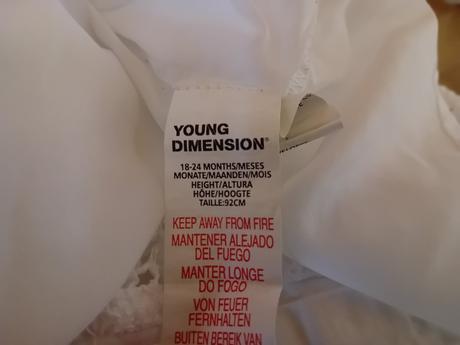 YOUNG
DIMENSION®
18-24 MONTHS/MESES
MONATE/MAANDEN/MOIS
HEIGHT/ALTURA
HÖHE/HOOGTE
TAILLE:92CM
KEEP AWAY FROM FIRE
MANTENER ALEJADO
DEL FUEGO
MANTER LONGE
DO FOGO
VON FEUER
FERNHALTEN
BUITEN BEREIK VAN